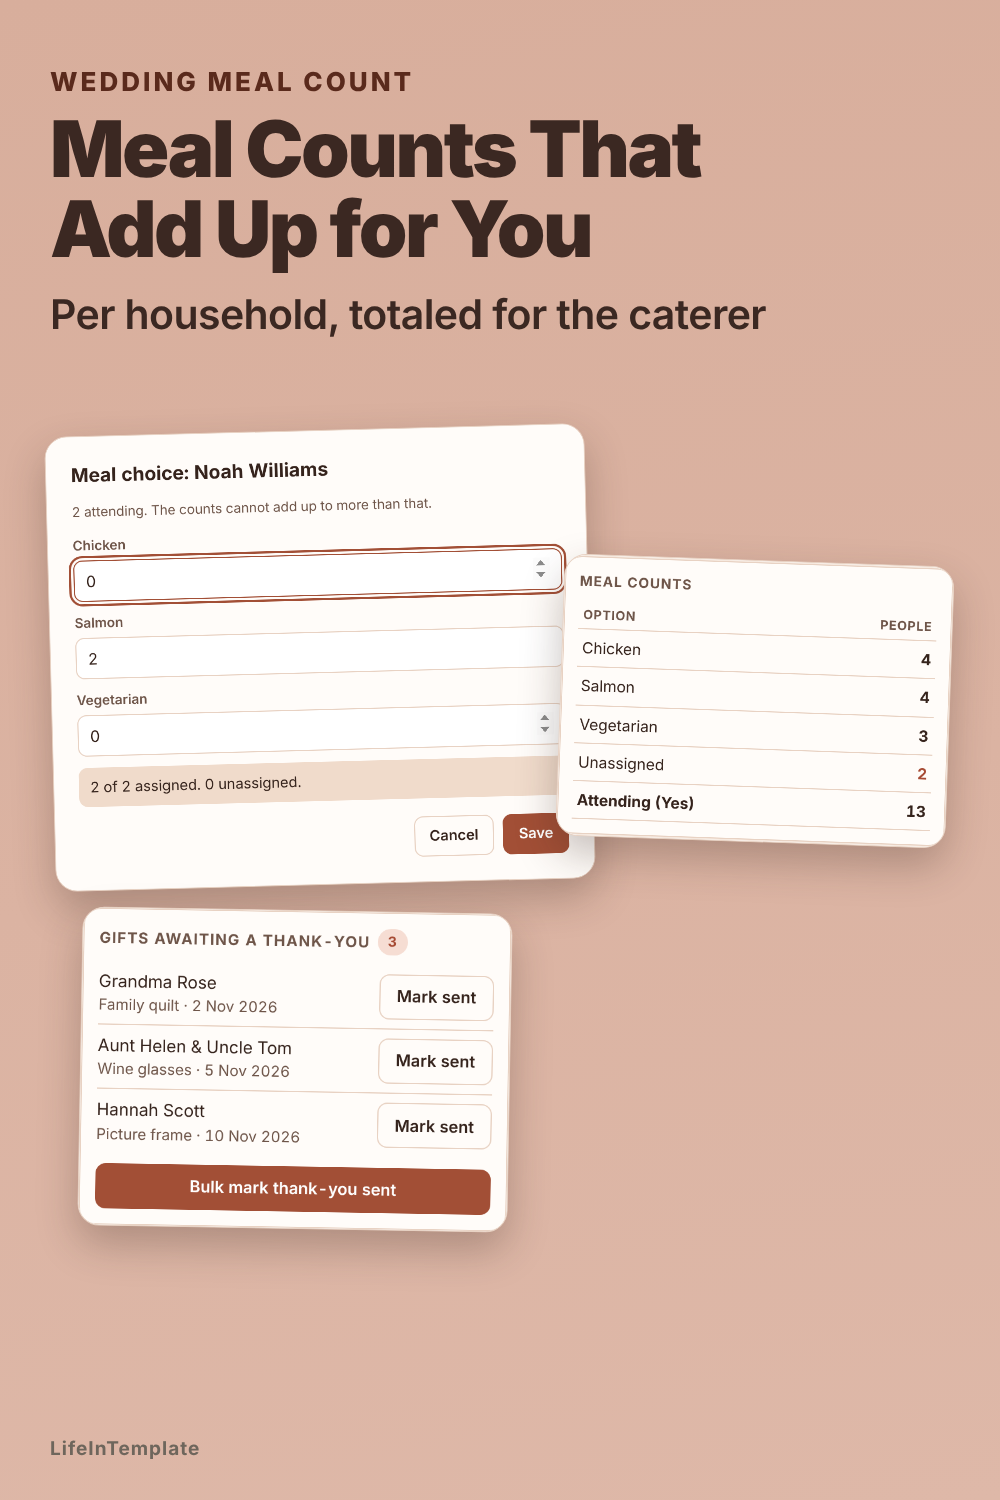 WEDDING MEAL COUNT
Meal Counts That
Add Up for You
Per household, totaled for the caterer
Meal choice: Noah Williams
2 attending. The counts cannot add up to more than that.
Chicken
0
Salmon
2
Vegetarian
0
2 of 2 assigned. 0 unassigned.
Cancel Save
MEAL COUNTS
OPTION PEOPLE
Chicken 4
Salmon 4
Vegetarian 3
Unassigned 2
Attending (Yes) 13
GIFTS AWAITING A THANK-YOU 3
Grandma Rose
Family quilt · 2 Nov 2026
Mark sent
Aunt Helen & Uncle Tom
Wine glasses · 5 Nov 2026
Mark sent
Hannah Scott
Picture frame · 10 Nov 2026
Mark sent
Bulk mark thank-you sent
LifeInTemplate